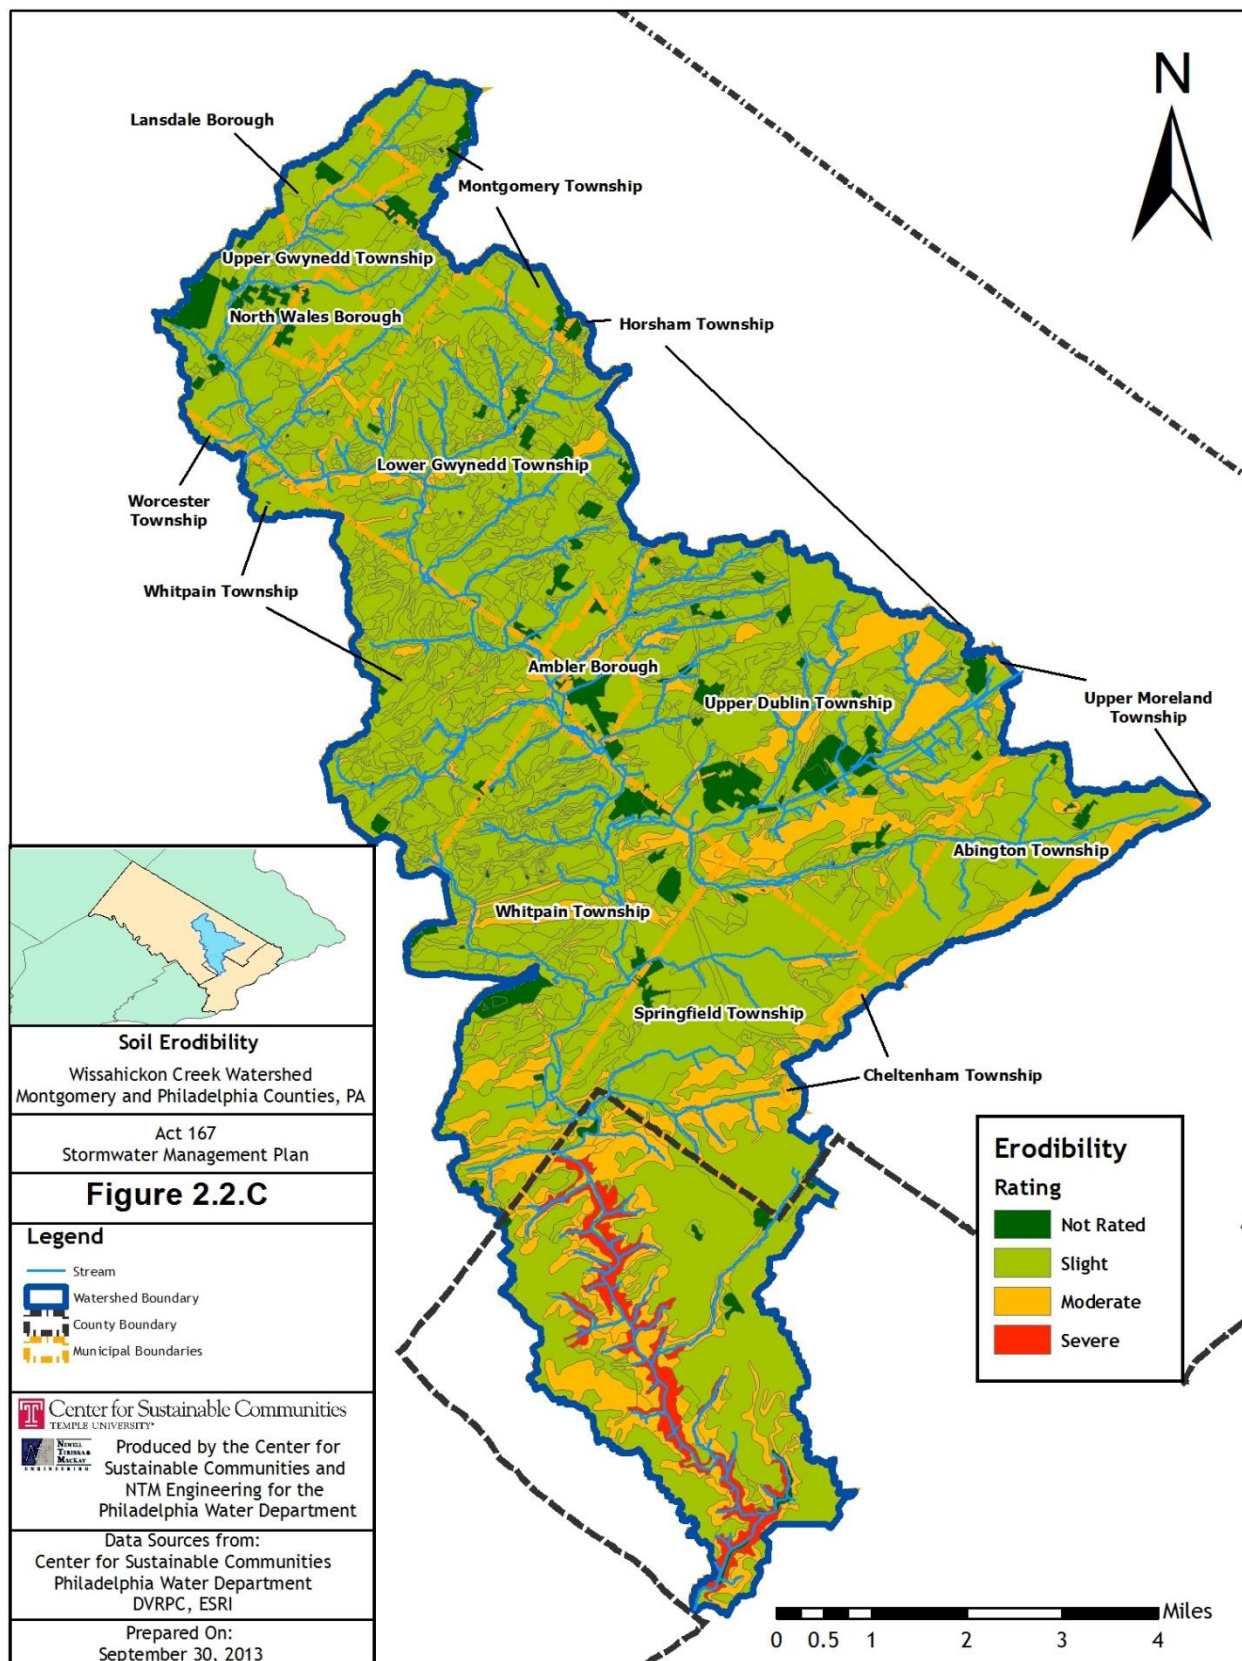 N
Lansdale Borough
Montgomery Township
Upper Gwynedd Township
North Wales Borough
Horsham Township
Lower Gwynedd Township
Worcester
Township
Whitpain Township
Ambler Borough
Upper Dublin Township
Upper Moreland
Township
Abington Township
Whitpain Township
Springfield Township
Cheltenham Township
Soil Erodibility
Wissahickon Creek Watershed
Montgomery and Philadelphia Counties, PA
Act 167
Stormwater Management Plan
Figure 2.2.C
Legend
Stream
Watershed Boundary
County Boundary
Municipal Boundaries
Center for Sustainable Communities
TEMPLE UNIVERSITY®
NEWELL
TEREIKA &
MACKAY
ENGINEERING
Produced by the Center for
Sustainable Communities and
NTM Engineering for the
Philadelphia Water Department
Data Sources from:
Center for Sustainable Communities
Philadelphia Water Department
DVRPC, ESRI
Prepared On:
September 30, 2013
Erodibility
Rating
Not Rated
Slight
Moderate
Severe
Miles
0 0.5 1 2 3 4